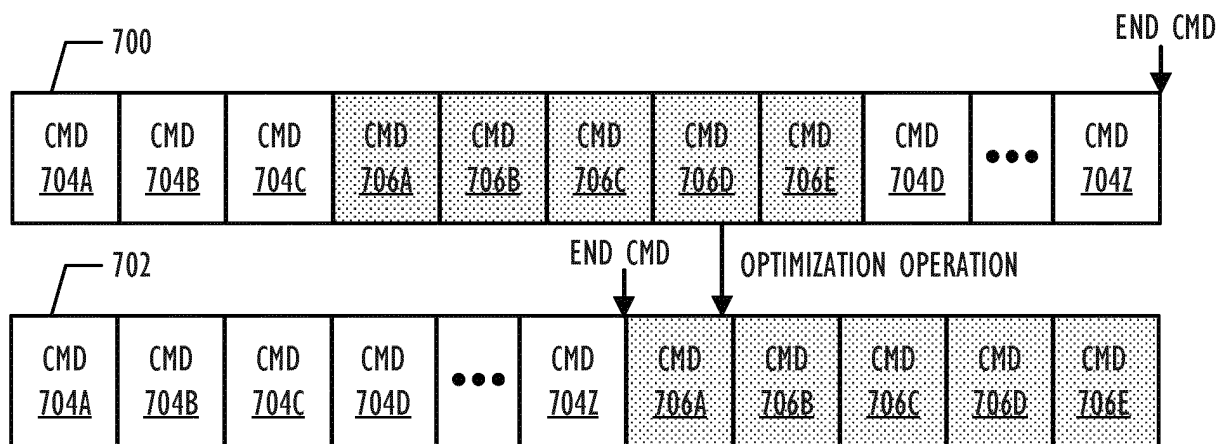 700
END CMD
CMD CMD CMD CMD CMD CMD CMD CMD CMD ●●● CMD
704A 704B 704C 706A 706B 706C 706D 706E 704D 704Z
702
END CMD
OPTIMIZATION OPERATION
CMD CMD CMD CMD ●●● CMD CMD CMD CMD CMD CMD
704A 704B 704C 704D 704Z 706A 706B 706C 706D 706E